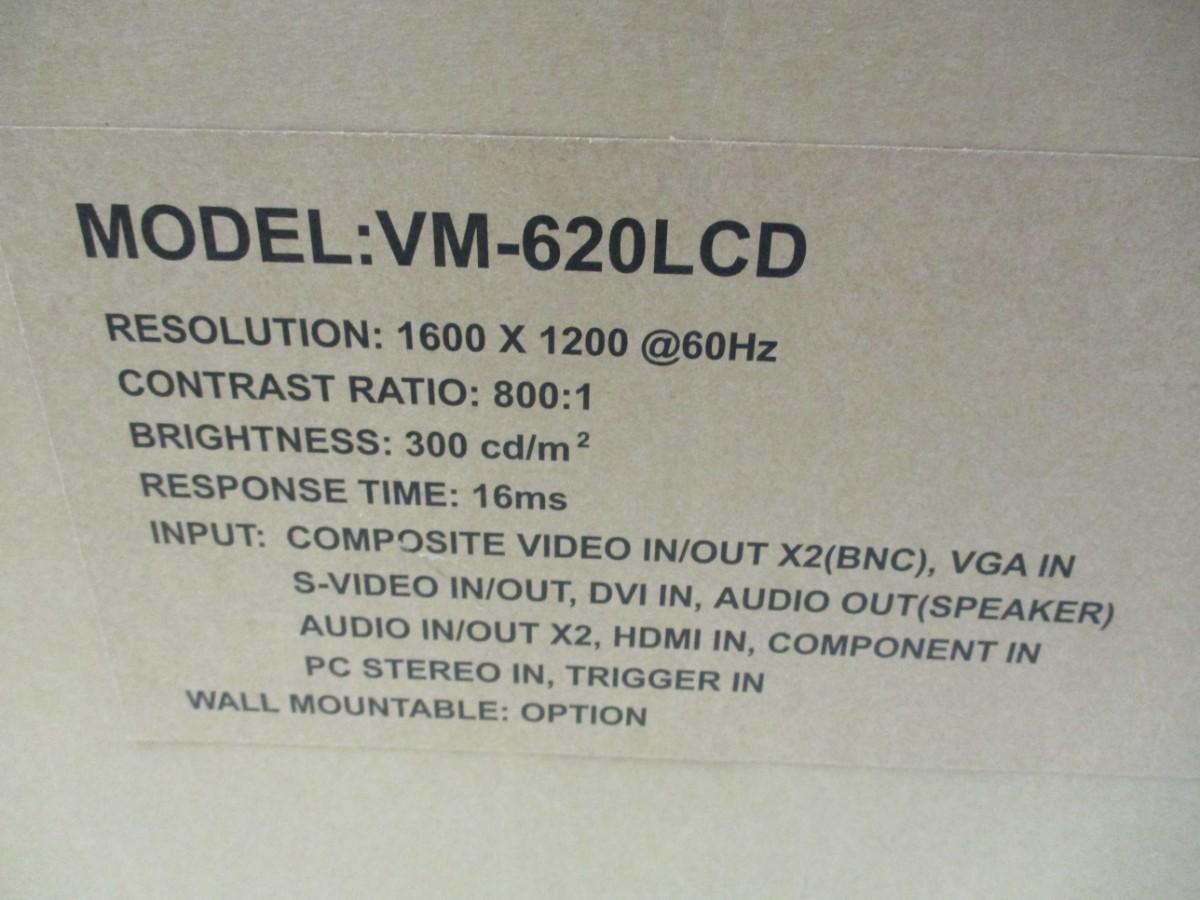 MODEL:VM-620LCD
RESOLUTION: 1600 X 1200 @60Hz
CONTRAST RATIO: 800:1
BRIGHTNESS: 300 cd/m²
RESPONSE TIME: 16ms
INPUT: COMPOSITE VIDEO IN/OUT X2(BNC), VGA IN
S-VIDEO IN/OUT, DVI IN, AUDIO OUT(SPEAKER)
AUDIO IN/OUT X2, HDMI IN, COMPONENT IN
PC STEREO IN, TRIGGER IN
WALL MOUNTABLE: OPTION